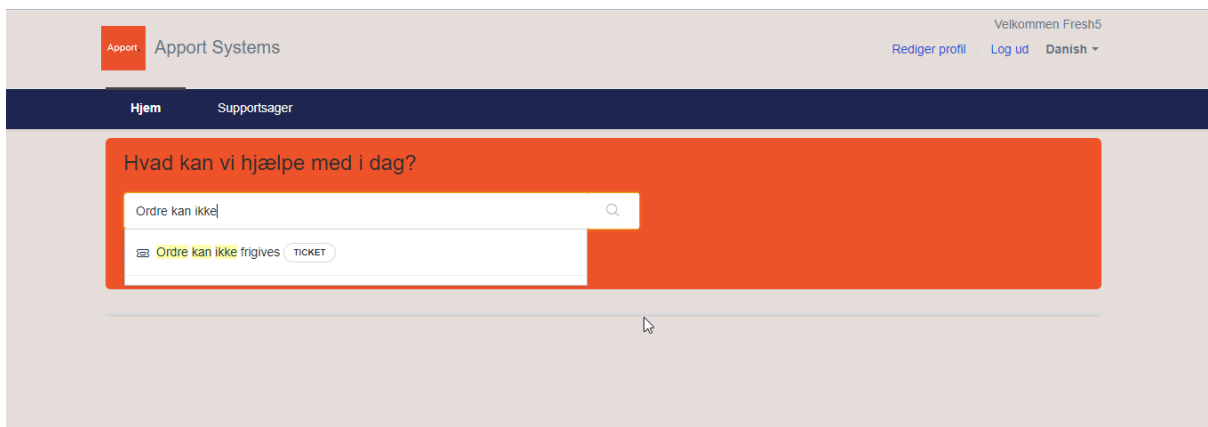 Velkommen Fresh5
Apport
Apport Systems
Rediger profil Log ud Danish
Hjem Supportsager
Hvad kan vi hjælpe med i dag?
Ordre kan ikke
Ordre kan ikke frigives TICKET